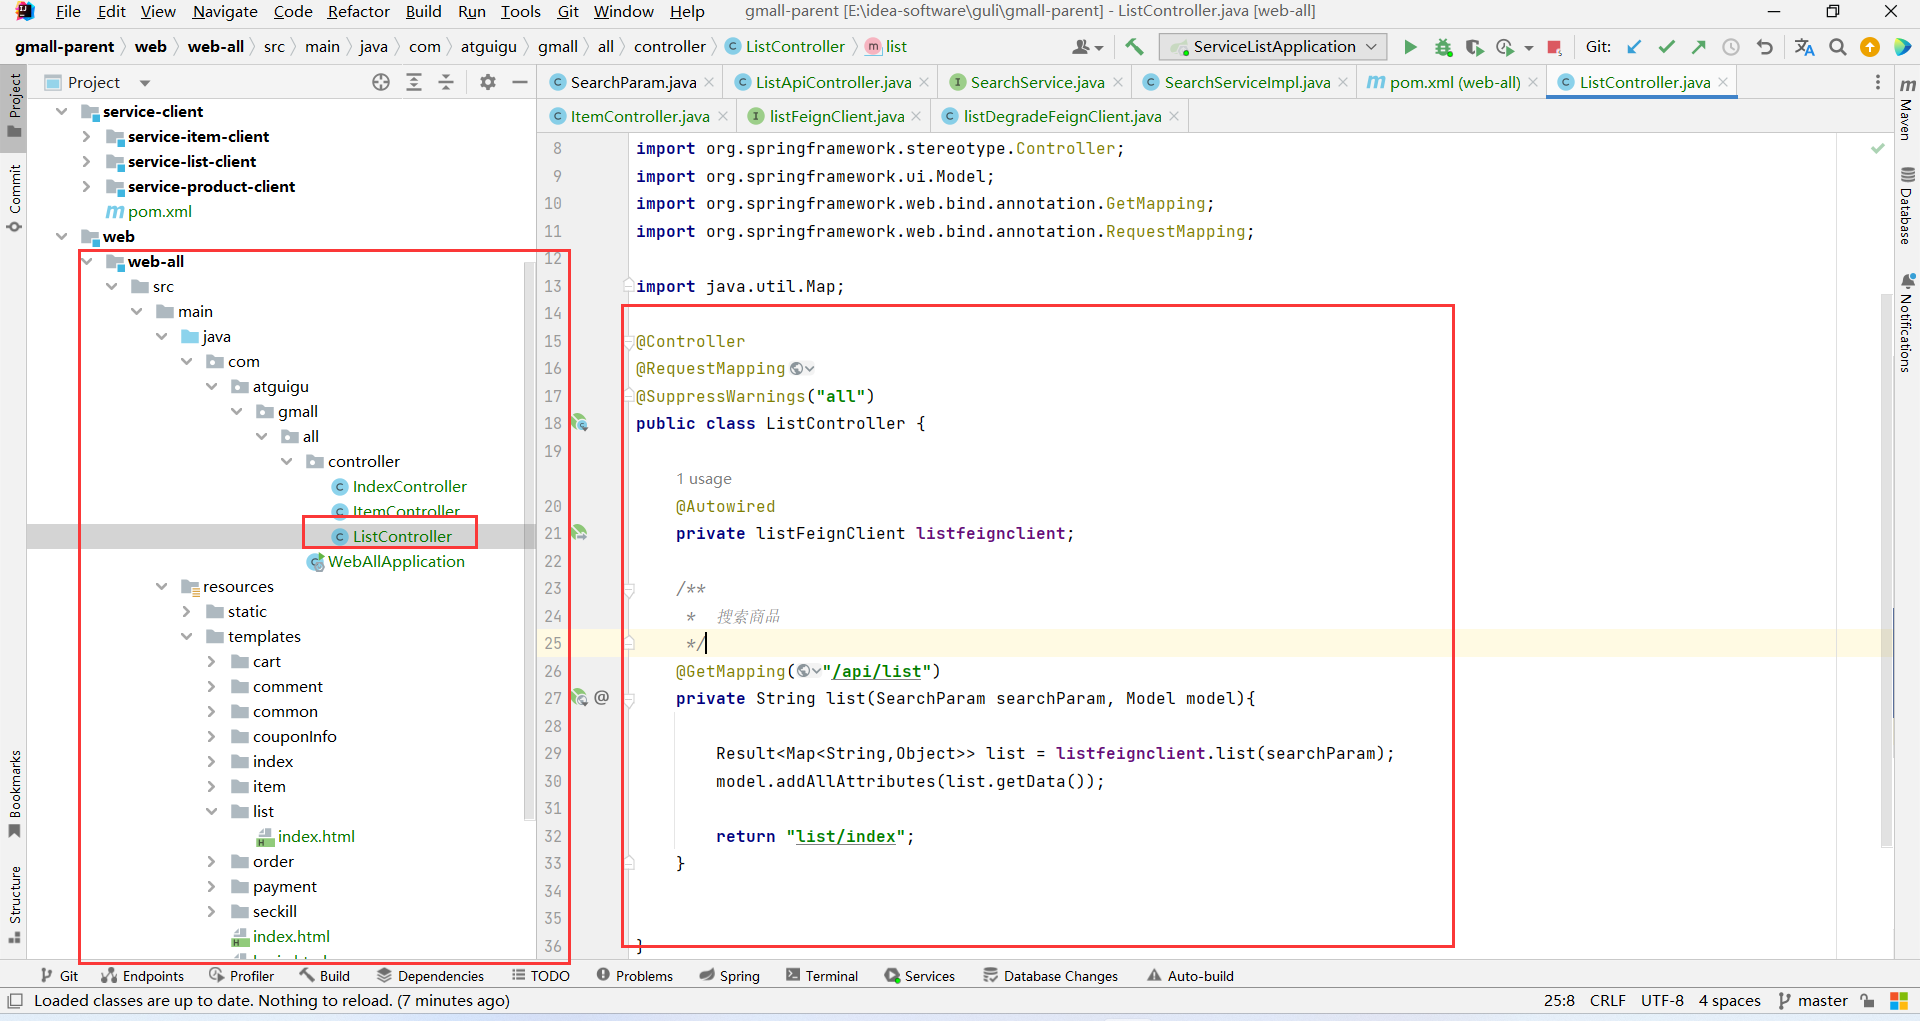 File Edit View Navigate Code Refactor Build Run Tools Git Window Help gmall-parent [E:\idea-software\guli\gmall-parent] - ListController.java [web-all]
gmall-parent web web-all src main java com atguigu gmall all controller ListController list ServiceListApplication Git:
Project
SearchParam.java ListApiController.java SearchService.java SearchServiceImpl.java pom.xml (web-all) ListController.java
ItemController.java listFeignClient.java listDegradeFeignClient.java
Project
Commit
Bookmarks
Structure
service-client
service-item-client
service-list-client
service-product-client
pom.xml
web
web-all
src
main
java
com
atguigu
gmall
all
controller
IndexController
ItemController
ListController
WebAllApplication
resources
static
templates
cart
comment
common
couponInfo
index
item
list
index.html
order
payment
seckill
index.html
8 import org.springframework.stereotype.Controller;
9 import org.springframework.ui.Model;
10 import org.springframework.web.bind.annotation.GetMapping;
11 import org.springframework.web.bind.annotation.RequestMapping;
12
13 import java.util.Map;
14
15 @Controller
16 @RequestMapping
17 @SuppressWarnings("all")
18 public class ListController {
19
1 usage
20 @Autowired
21 private listFeignClient listfeignclient;
22
23 /**
24 * 搜索商品
25 */
26 @GetMapping("/api/list")
27 private String list(SearchParam searchParam, Model model){
28
29 Result<Map<String,Object>> list = listfeignclient.list(searchParam);
30 model.addAllAttributes(list.getData());
31
32 return "list/index";
33 }
34
35
36 }
Maven
Database
Notifications
Git Endpoints Profiler Build Dependencies TODO Problems Spring Terminal Services Database Changes Auto-build
Loaded classes are up to date. Nothing to reload. (7 minutes ago) 25:8 CRLF UTF-8 4 spaces master